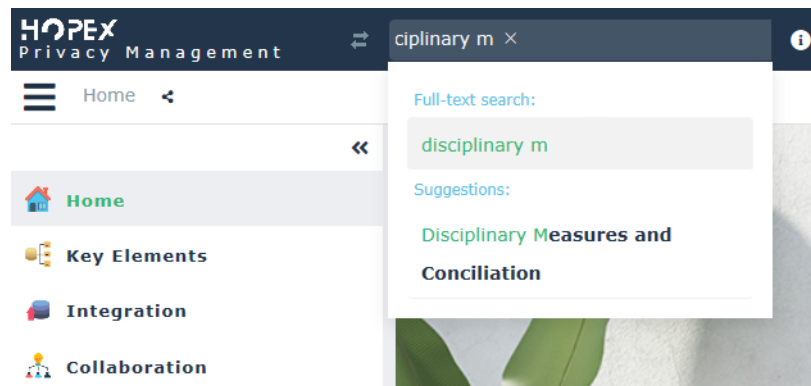 HOPEX
Privacy Management
ciplinary m ×
Home
Full-text search:
disciplinary m
Suggestions:
Disciplinary Measures and
Conciliation
Home
Key Elements
Integration
Collaboration